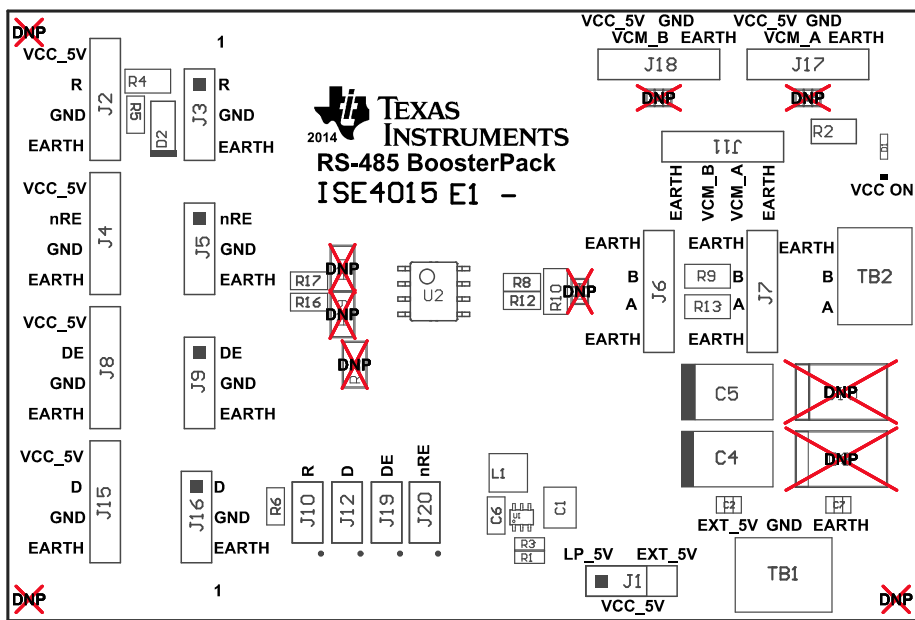 DNP
VCC_5V
R
GND
EARTH
J2
R4
R5
D2
1
J3
R
GND
EARTH
2014
TEXAS
INSTRUMENTS
RS-485 BoosterPack
ISE4015 E1 -
VCC_5V GND
VCM_B EARTH
J18
DNP
VCC_5V GND
VCM_A EARTH
J17
DNP
R2
D1
VCC ON
J11
EARTH
VCM_B
VCM_A
EARTH
VCC_5V
nRE
GND
EARTH
J4
J5
nRE
GND
EARTH
R17
R16
DNP
DNP
DNP
R
U2
R8
R12
R10
DNP
EARTH
B
A
EARTH
J6
EARTH
R9
B
R13
A
EARTH
J7
EARTH
B
A
TB2
VCC_5V
DE
GND
EARTH
J8
J9
DE
GND
EARTH
C5
DNP
C4
DNP
VCC_5V
D
GND
EARTH
J15
J16
D
GND
EARTH
R6
R
J10
D
J12
DE
J19
nRE
J20
L1
C6
U1
C1
R3
R1
C2
C7
EXT_5V GND EARTH
TB1
LP_5V EXT_5V
J1
VCC_5V
DNP
1
DNP